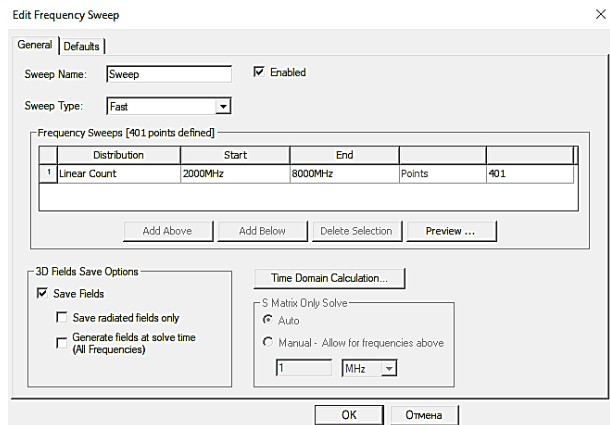 Edit Frequency Sweep
General Defaults
Sweep Name: Sweep Enabled
Sweep Type: Fast
Frequency Sweeps [401 points defined]
Distribution Start End
1 Linear Count 2000MHz 8000MHz Points 401
Add Above Add Below Delete Selection Preview ...
3D Fields Save Options
Time Domain Calculation...
Save Fields
S Matrix Only Solve
Save radiated fields only
Auto
Generate fields at solve time
(All Frequencies)
Manual - Allow for frequencies above
1 MHz
OK Отмена